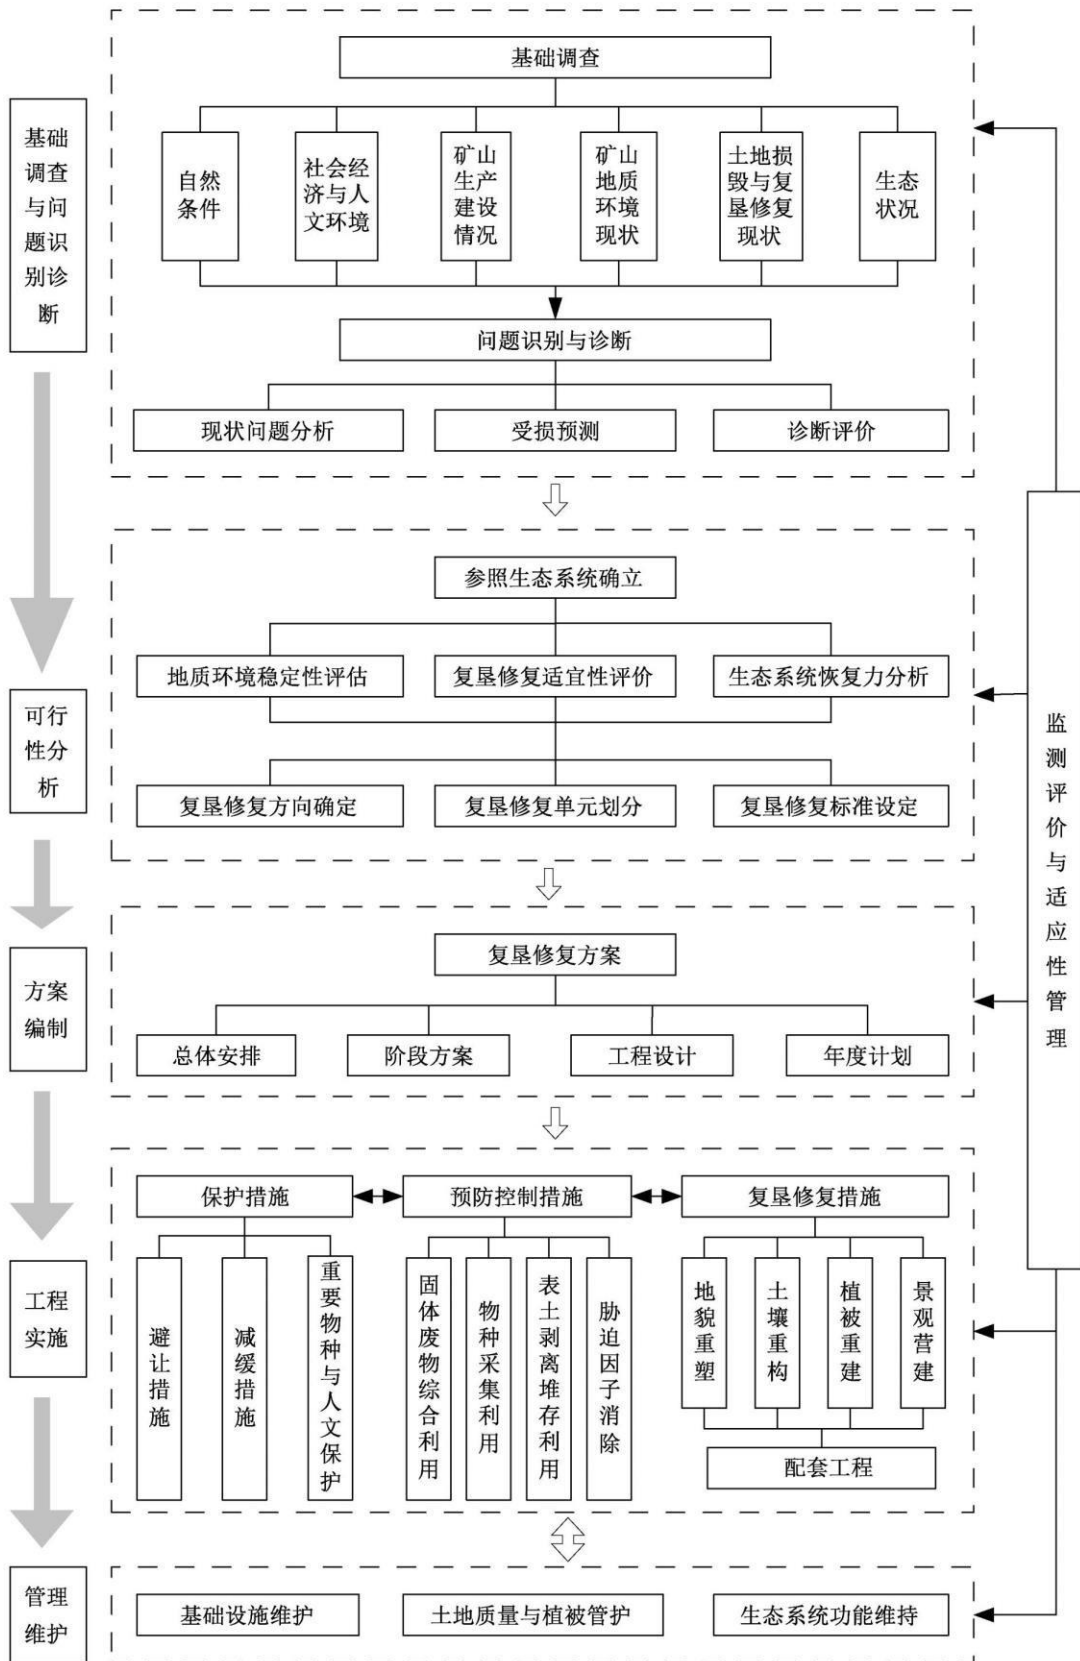 基础调查
基础
调查
与问
题识
别诊
断
自然
条件
社会经
济与人
文环境
矿山
生产
建设
情况
矿山
地质
环境
现状
土地损
毁与复
垦修复
现状
生态
状况
问题识别与诊断
现状问题分析
受损预测
诊断评价
参照生态系统确立
地质环境稳定性评估
复垦修复适宜性评价
生态系统恢复力分析
可行
性分
析
复垦修复方向确定
复垦修复单元划分
复垦修复标准设定
监测评价与适应性管理
复垦修复方案
方案
编制
总体安排
阶段方案
工程设计
年度计划
保护措施
预防控制措施
复垦修复措施
工程
实施
避让措施
减缓措施
重要物种与人文保护
固体废物综合利用
物种采集利用
表土剥离堆存利用
胁迫因子消除
地貌重塑
土壤重构
植被重建
景观营建
配套工程
管理
维护
基础设施维护
土地质量与植被管护
生态系统功能维持